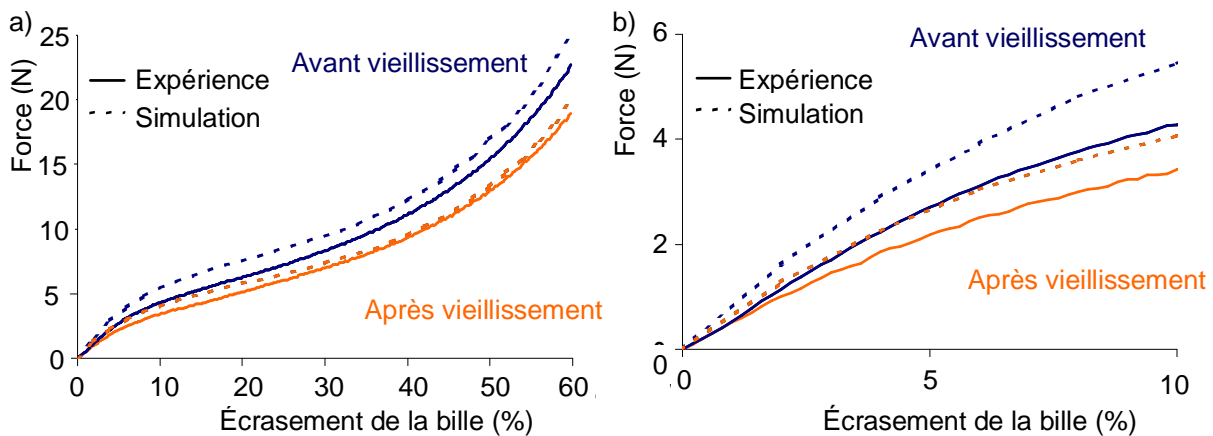 a)
Force (N)
25
20
15
10
5
0
Avant vieillissement
Expérience
Simulation
Après vieillissement
0 10 20 30 40 50 60
Écrasement de la bille (%)
b)
Force (N)
6
4
2
0
Avant vieillissement
Expérience
Simulation
Après vieillissement
0 5 10
Écrasement de la bille (%)